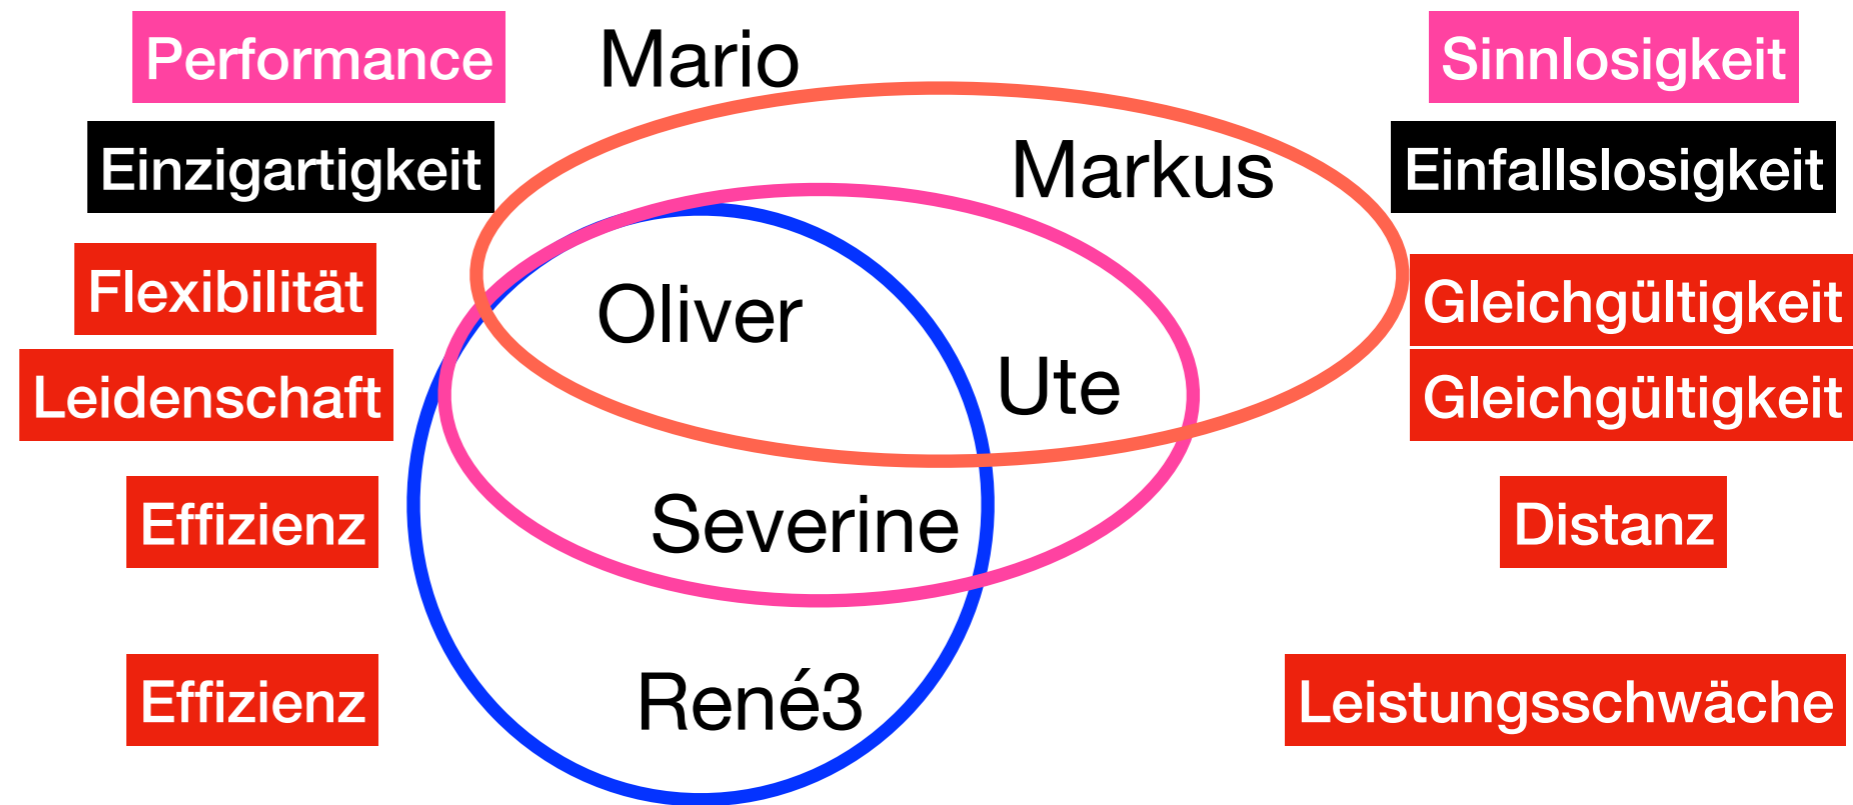 Performance Mario Sinnlosigkeit
Einzigartigkeit Markus Einfallslosigkeit
Flexibilität Oliver Gleichgültigkeit
Leidenschaft Ute Gleichgültigkeit
Effizienz Severine Distanz
Effizienz René3 Leistungsschwäche